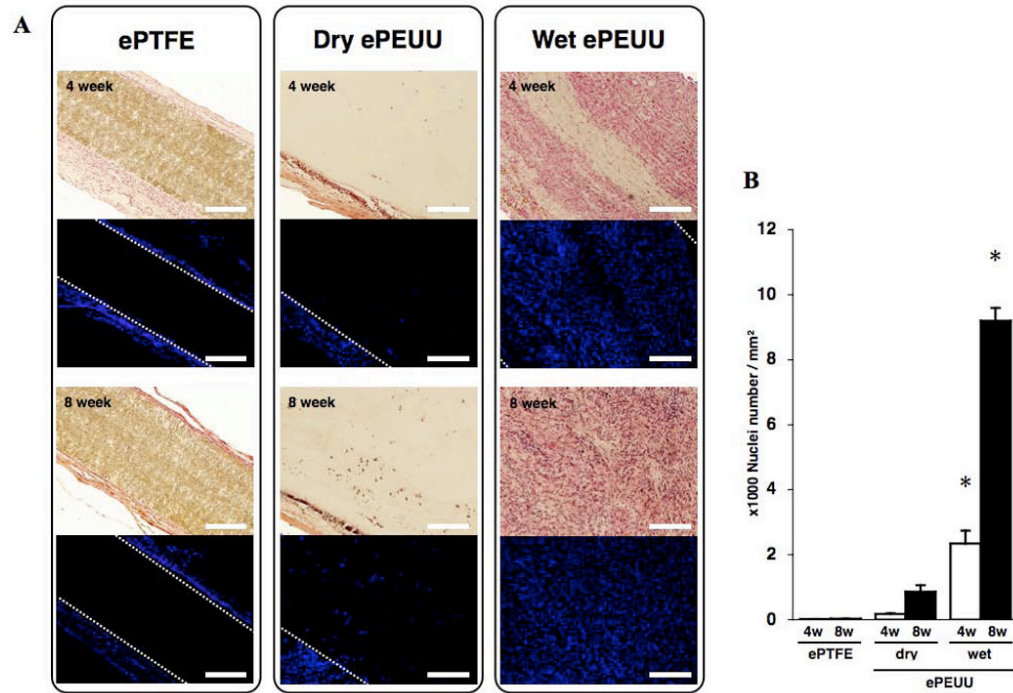 A
ePTFE
Dry ePEUU
Wet ePEUU
4 week
4 week
4 week
8 week
8 week
8 week
B
x1000 Nuclei number / mm²
12
10
8
6
4
2
0
*
*
4w 8w 4w 8w 4w 8w
ePTFE dry wet
ePEUU